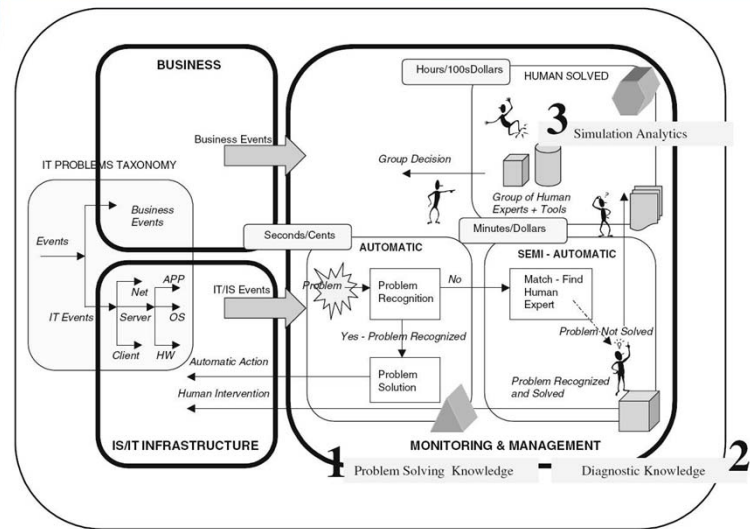 BUSINESS
Hours/100sDollars
HUMAN SOLVED
3
Simulation Analytics
Business Events
IT PROBLEMS TAXONOMY
Group Decision
Group of Human
Experts + Tools
Business
Events
Seconds/Cents
Minutes/Dollars
Events
AUTOMATIC
SEMI - AUTOMATIC
IT/IS Events
Problem
Problem
Recognition
No
Match - Find
Human
Expert
APP
Net
IT Events
Server
OS
Client
HW
Problem Not Solved
Yes - Problem Recognized
Automatic Action
Problem
Solution
Human Intervention
Problem Recognized
and Solved
IS/IT INFRASTRUCTURE
MONITORING & MANAGEMENT
1
Problem Solving Knowledge
Diagnostic Knowledge
2